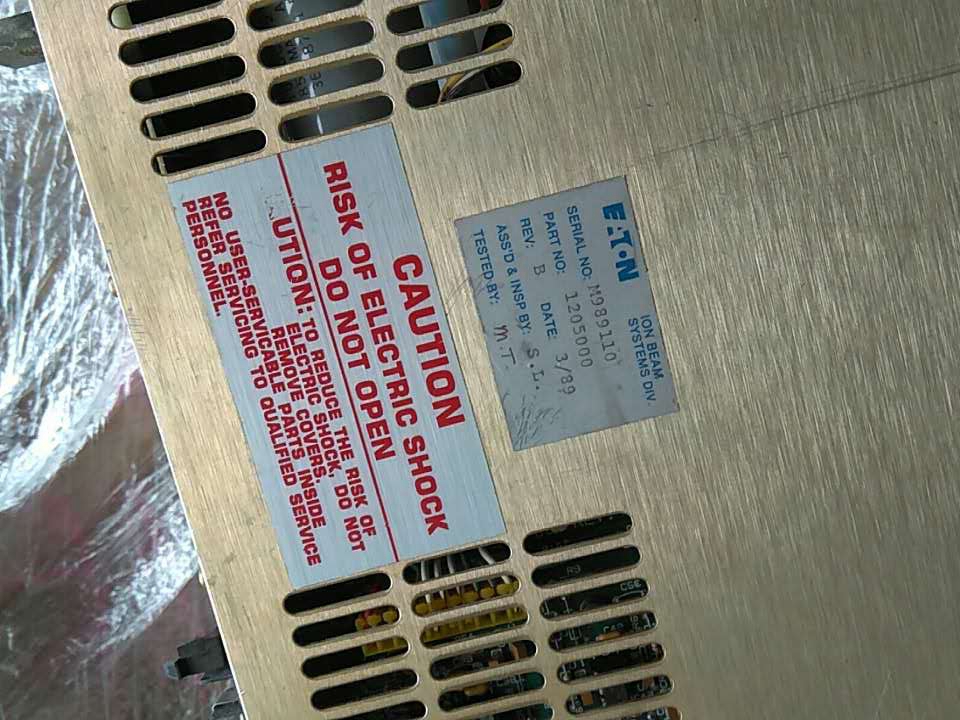 EATON
ION BEAM
SYSTEMS DIV.
SERIAL NO: M989110
PART NO: 1205000
REV: B DATE: 3/89
ASS'D & INSP BY: S.L.
TESTED BY: M.T.
CAUTION
RISK OF ELECTRIC SHOCK
DO NOT OPEN
UTION: TO REDUCE THE RISK OF
ELECTRIC SHOCK, DO NOT
REMOVE COVERS.
NO USER-SERVICABLE PARTS INSIDE
REFER SERVICING TO QUALIFIED SERVICE
PERSONNEL.